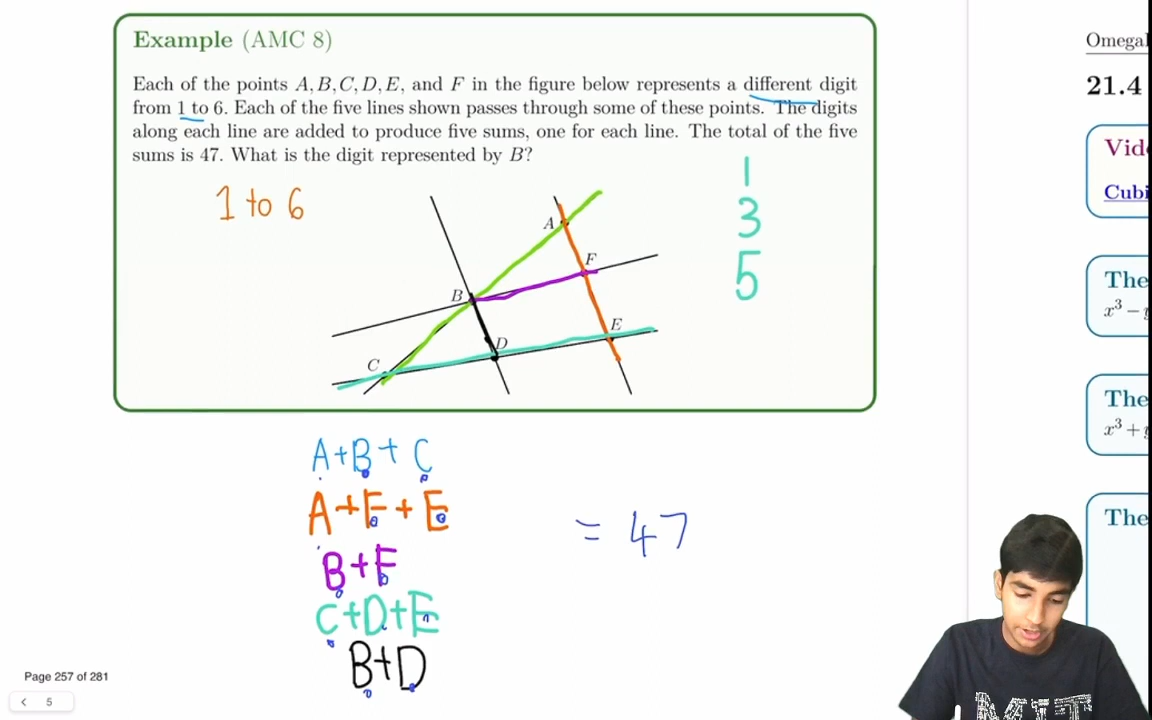 Example (AMC 8)
Each of the points A, B, C, D, E, and F in the figure below represents a different digit
from 1 to 6. Each of the five lines shown passes through some of these points. The digits
along each line are added to produce five sums, one for each line. The total of the five
sums is 47. What is the digit represented by B?
1 to 6
1
3
5
A
F
B
E
D
C
A+B+C
A+F+E
B+F
C+D+E
B+D
= 47
Page 257 of 281
< 5
Omega
21.4
Vid
Cubi
The
x³ −
The
x³ +
The
MIT